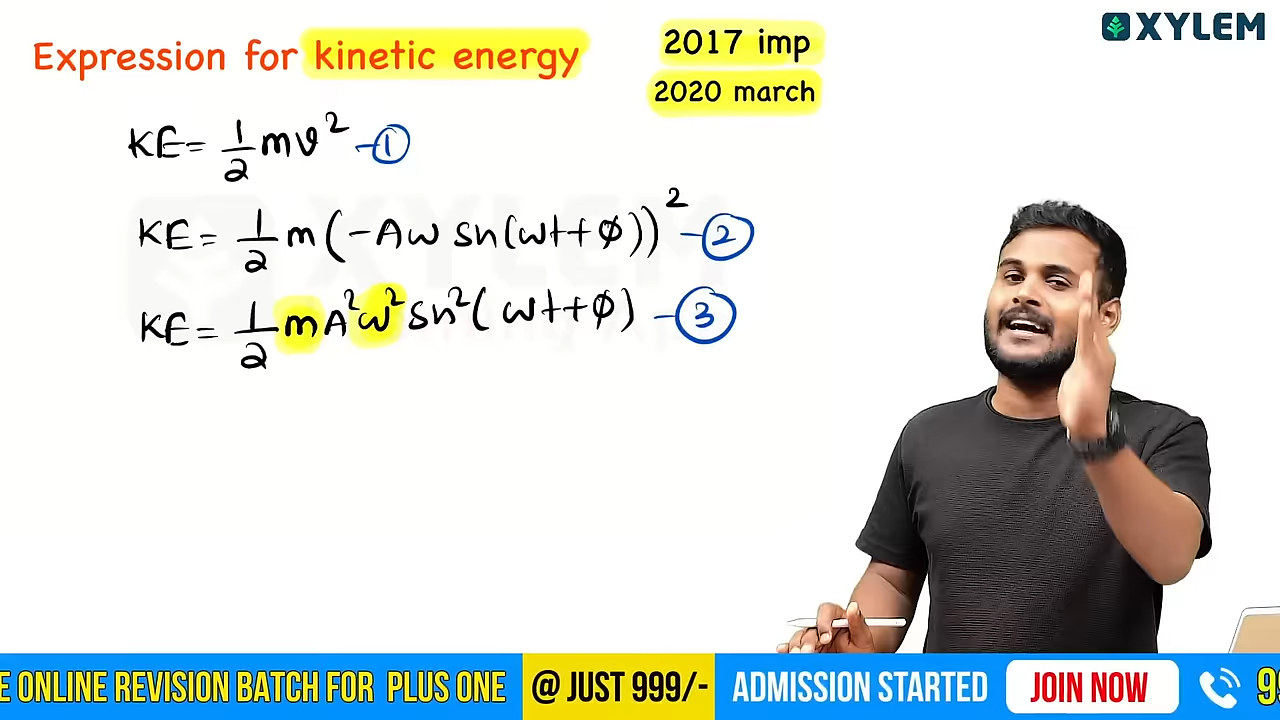 XYLEM
Expression for kinetic energy
2017 imp
2020 march
KE = 1/2 mv² - ①
KE = 1/2 m(-Aω sn(ωt+φ))² - ②
KE = 1/2 mA²ω² sn²(ωt+φ) - ③
E ONLINE REVISION BATCH FOR PLUS ONE @ JUST 999/- ADMISSION STARTED JOIN NOW